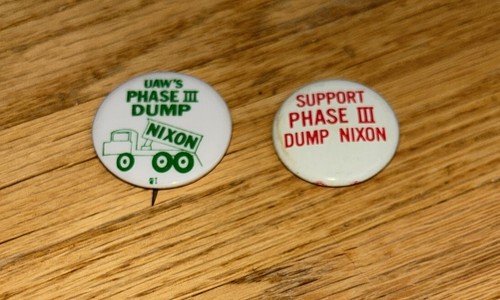 UAW'S
PHASE III
DUMP
NIXON
SUPPORT
PHASE III
DUMP NIXON